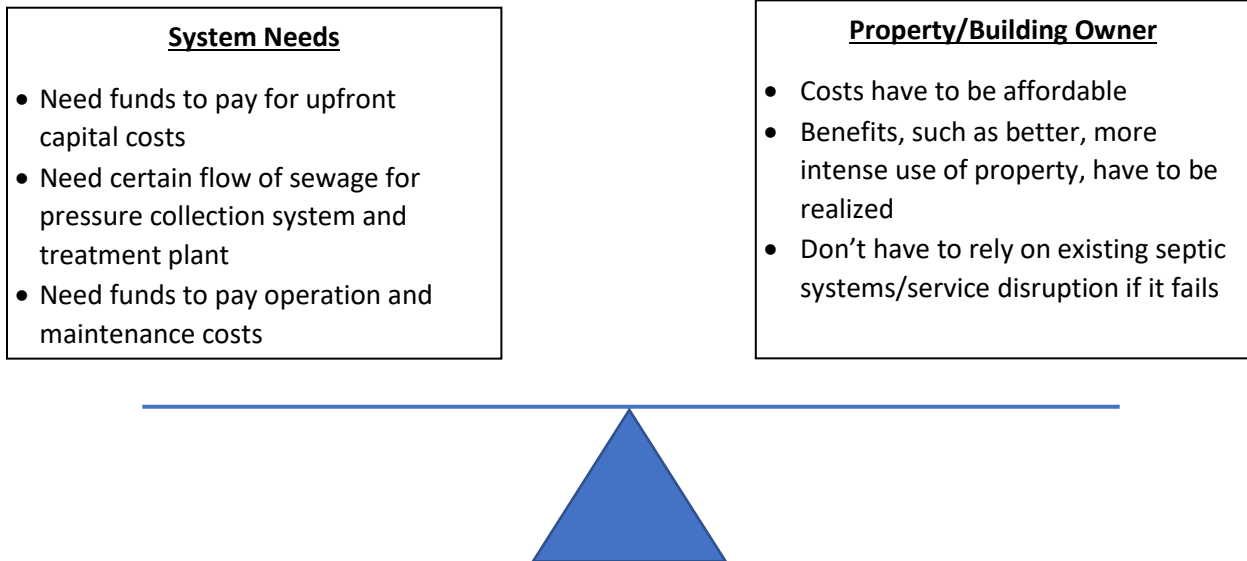 System Needs
• Need funds to pay for upfront
capital costs
• Need certain flow of sewage for
pressure collection system and
treatment plant
• Need funds to pay operation and
maintenance costs
Property/Building Owner
• Costs have to be affordable
• Benefits, such as better, more
intense use of property, have to be
realized
• Don’t have to rely on existing septic
systems/service disruption if it fails